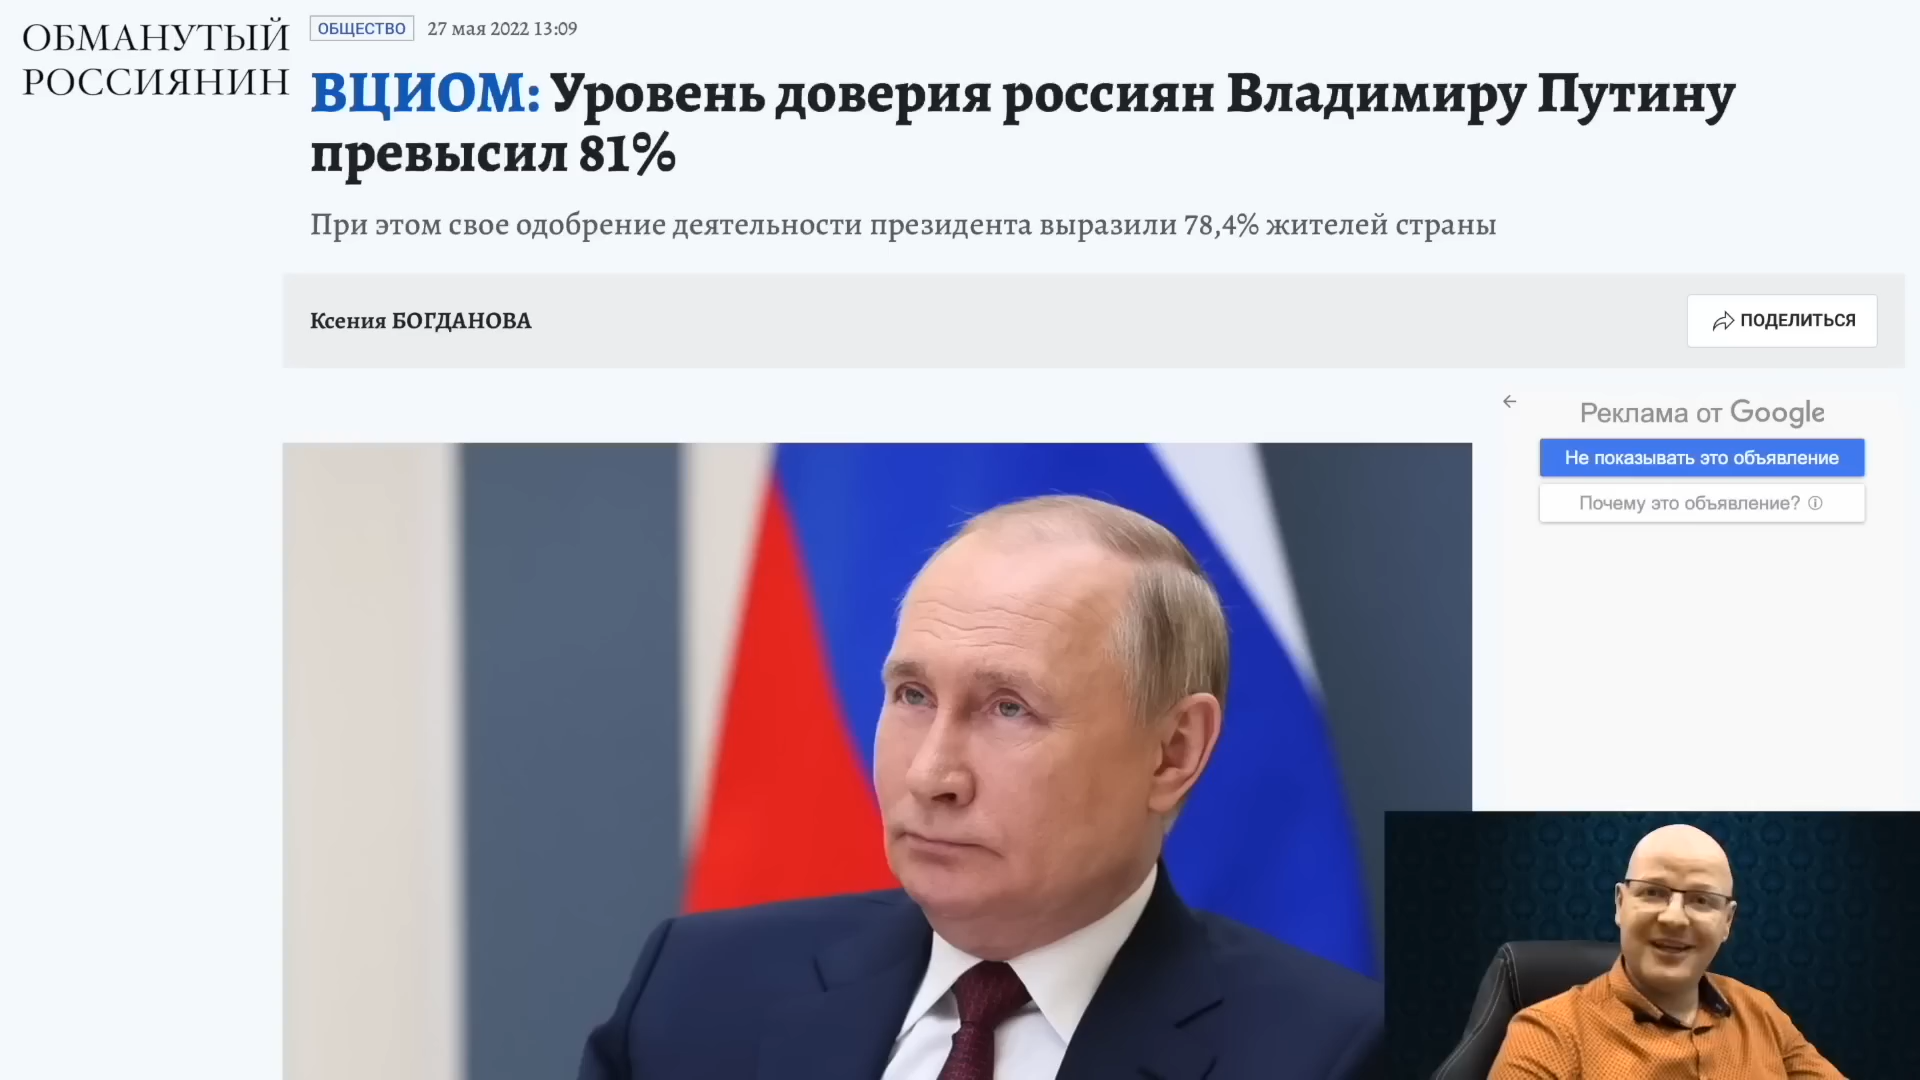 ОБМАНУТЫЙ
РОССИЯНИН
ОБЩЕСТВО 27 мая 2022 13:09
ВЦИОМ: Уровень доверия россиян Владимиру Путину
превысил 81%
При этом свое одобрение деятельности президента выразили 78,4% жителей страны
Ксения БОГДАНОВА
ПОДЕЛИТЬСЯ
Реклама от Google
Не показывать это объявление
Почему это объявление?